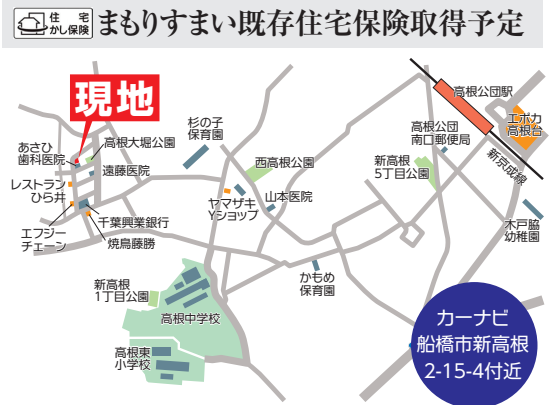 住宅
かし保険
まもりすまい既存住宅保険取得予定
現地
高根公団駅
エポカ
高根台
杉の子
保育園
高根公団
南口郵便局
あさひ
歯科医院
高根大堀公園
新京成線
遠藤医院
西高根公園
新高根
5丁目公園
レストラン
ひら井
山本医院
ヤマザキ
Yショップ
千葉興業銀行
木戸脇
幼稚園
エフジー
チェーン
焼鳥藤勝
かもめ
保育園
新高根
1丁目公園
高根中学校
高根東
小学校
カーナビ
船橋市新高根
2-15-4付近